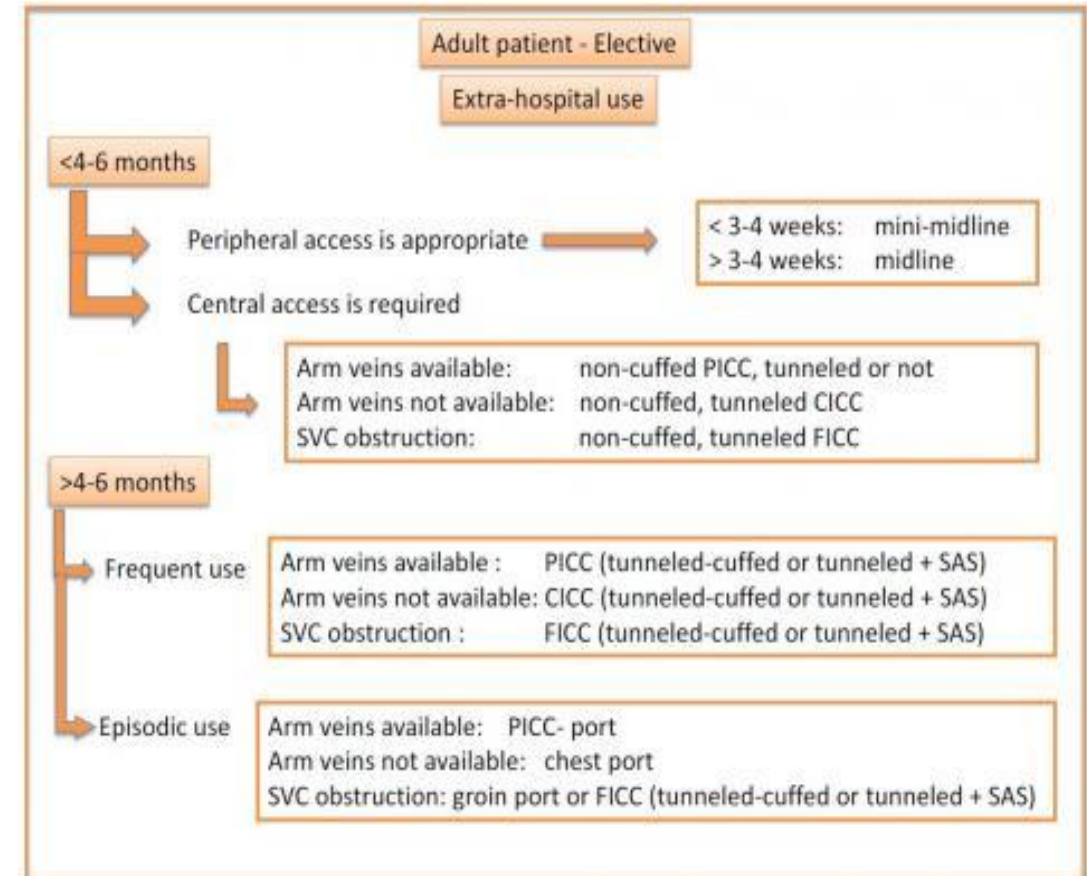 Adult patient - Elective
Extra-hospital use
<4-6 months
Peripheral access is appropriate
< 3-4 weeks: mini-midline
> 3-4 weeks: midline
Central access is required
Arm veins available: non-cuffed PICC, tunneled or not
Arm veins not available: non-cuffed, tunneled CICC
SVC obstruction: non-cuffed, tunneled FICC
>4-6 months
Frequent use
Arm veins available : PICC (tunneled-cuffed or tunneled + SAS)
Arm veins not available: CICC (tunneled-cuffed or tunneled + SAS)
SVC obstruction : FICC (tunneled-cuffed or tunneled + SAS)
Episodic use
Arm veins available: PICC- port
Arm veins not available: chest port
SVC obstruction: groin port or FICC (tunneled-cuffed or tunneled + SAS)